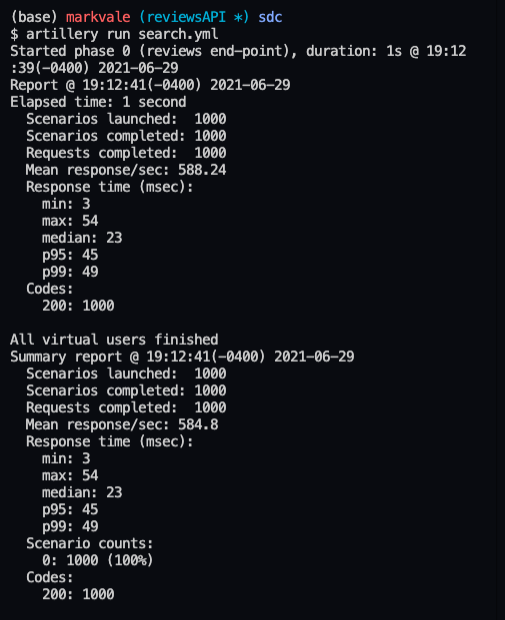 (base) markvale (reviewsAPI *) sdc
$ artillery run search.yml
Started phase 0 (reviews end-point), duration: 1s @ 19:12
:39(-0400) 2021-06-29
Report @ 19:12:41(-0400) 2021-06-29
Elapsed time: 1 second
  Scenarios launched:  1000
  Scenarios completed: 1000
  Requests completed:  1000
  Mean response/sec: 588.24
  Response time (msec):
    min: 3
    max: 54
    median: 23
    p95: 45
    p99: 49
  Codes:
    200: 1000

All virtual users finished
Summary report @ 19:12:41(-0400) 2021-06-29
  Scenarios launched:  1000
  Scenarios completed: 1000
  Requests completed:  1000
  Mean response/sec: 584.8
  Response time (msec):
    min: 3
    max: 54
    median: 23
    p95: 45
    p99: 49
  Scenario counts:
    0: 1000 (100%)
  Codes:
    200: 1000